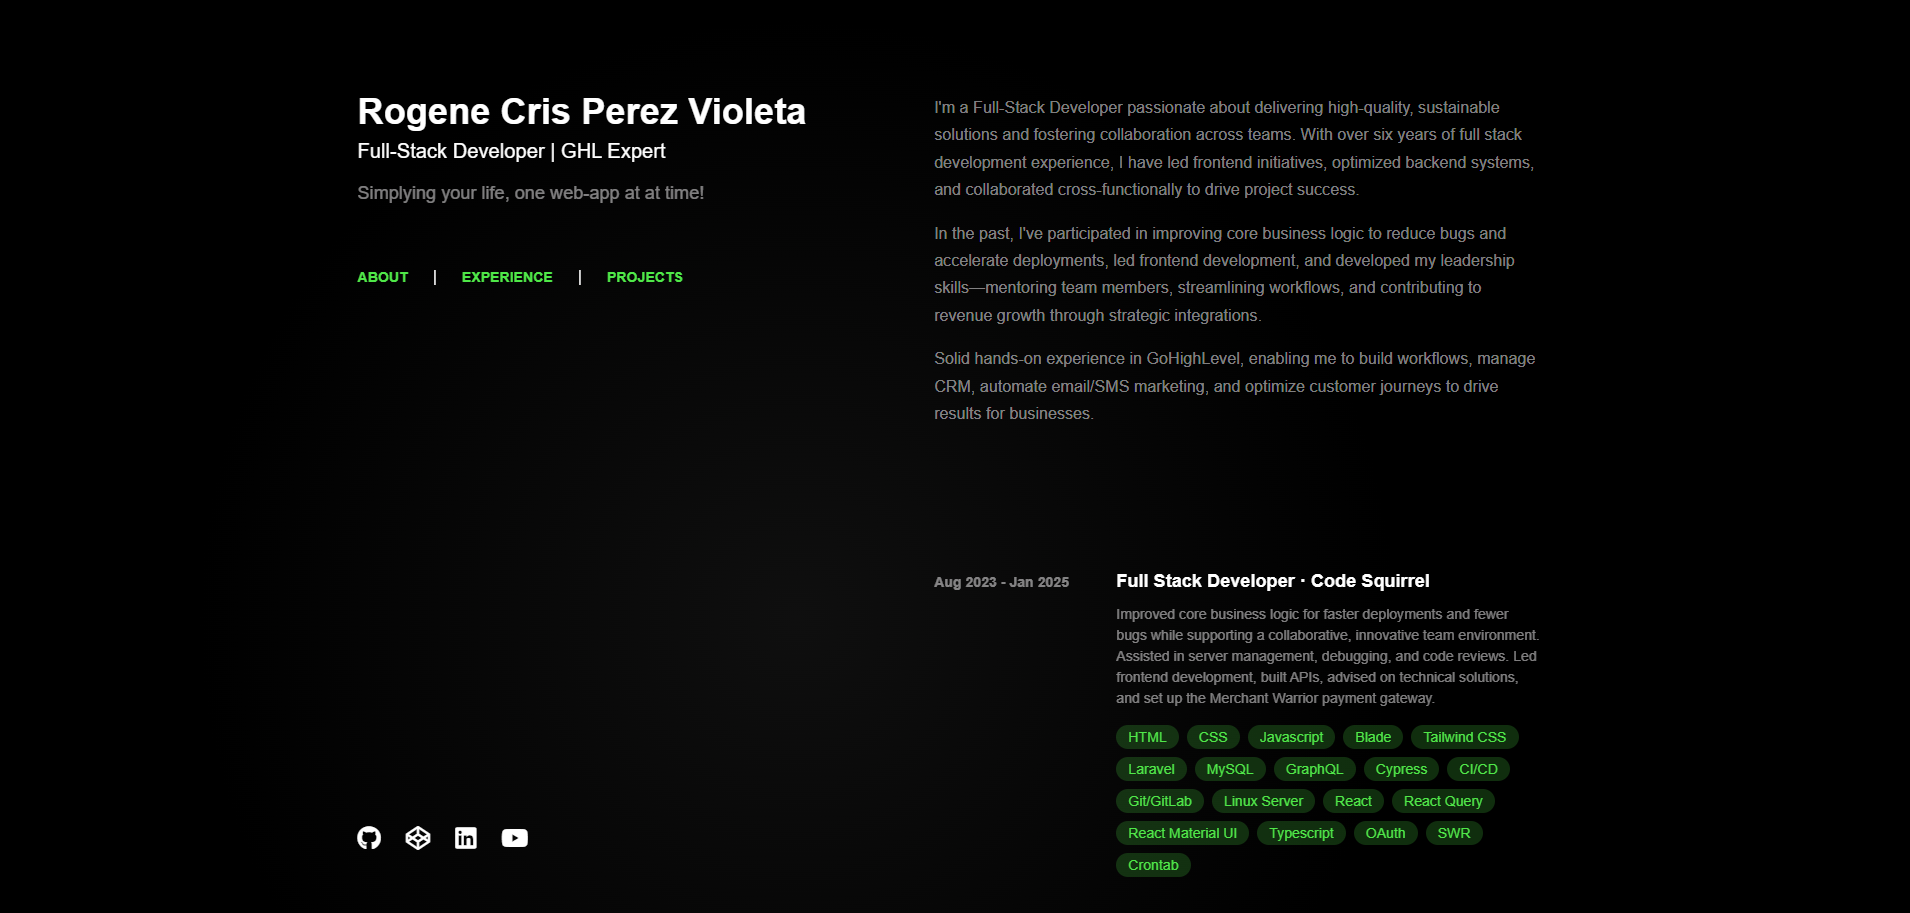 Rogene Cris Perez Violeta
Full-Stack Developer | GHL Expert
Simplying your life, one web-app at at time!
ABOUT | EXPERIENCE | PROJECTS
I'm a Full-Stack Developer passionate about delivering high-quality, sustainable
solutions and fostering collaboration across teams. With over six years of full stack
development experience, I have led frontend initiatives, optimized backend systems,
and collaborated cross-functionally to drive project success.
In the past, I've participated in improving core business logic to reduce bugs and
accelerate deployments, led frontend development, and developed my leadership
skills—mentoring team members, streamlining workflows, and contributing to
revenue growth through strategic integrations.
Solid hands-on experience in GoHighLevel, enabling me to build workflows, manage
CRM, automate email/SMS marketing, and optimize customer journeys to drive
results for businesses.
Aug 2023 - Jan 2025
Full Stack Developer · Code Squirrel
Improved core business logic for faster deployments and fewer
bugs while supporting a collaborative, innovative team environment.
Assisted in server management, debugging, and code reviews. Led
frontend development, built APIs, advised on technical solutions,
and set up the Merchant Warrior payment gateway.
HTML CSS Javascript Blade Tailwind CSS
Laravel MySQL GraphQL Cypress CI/CD
Git/GitLab Linux Server React React Query
React Material UI Typescript OAuth SWR
Crontab